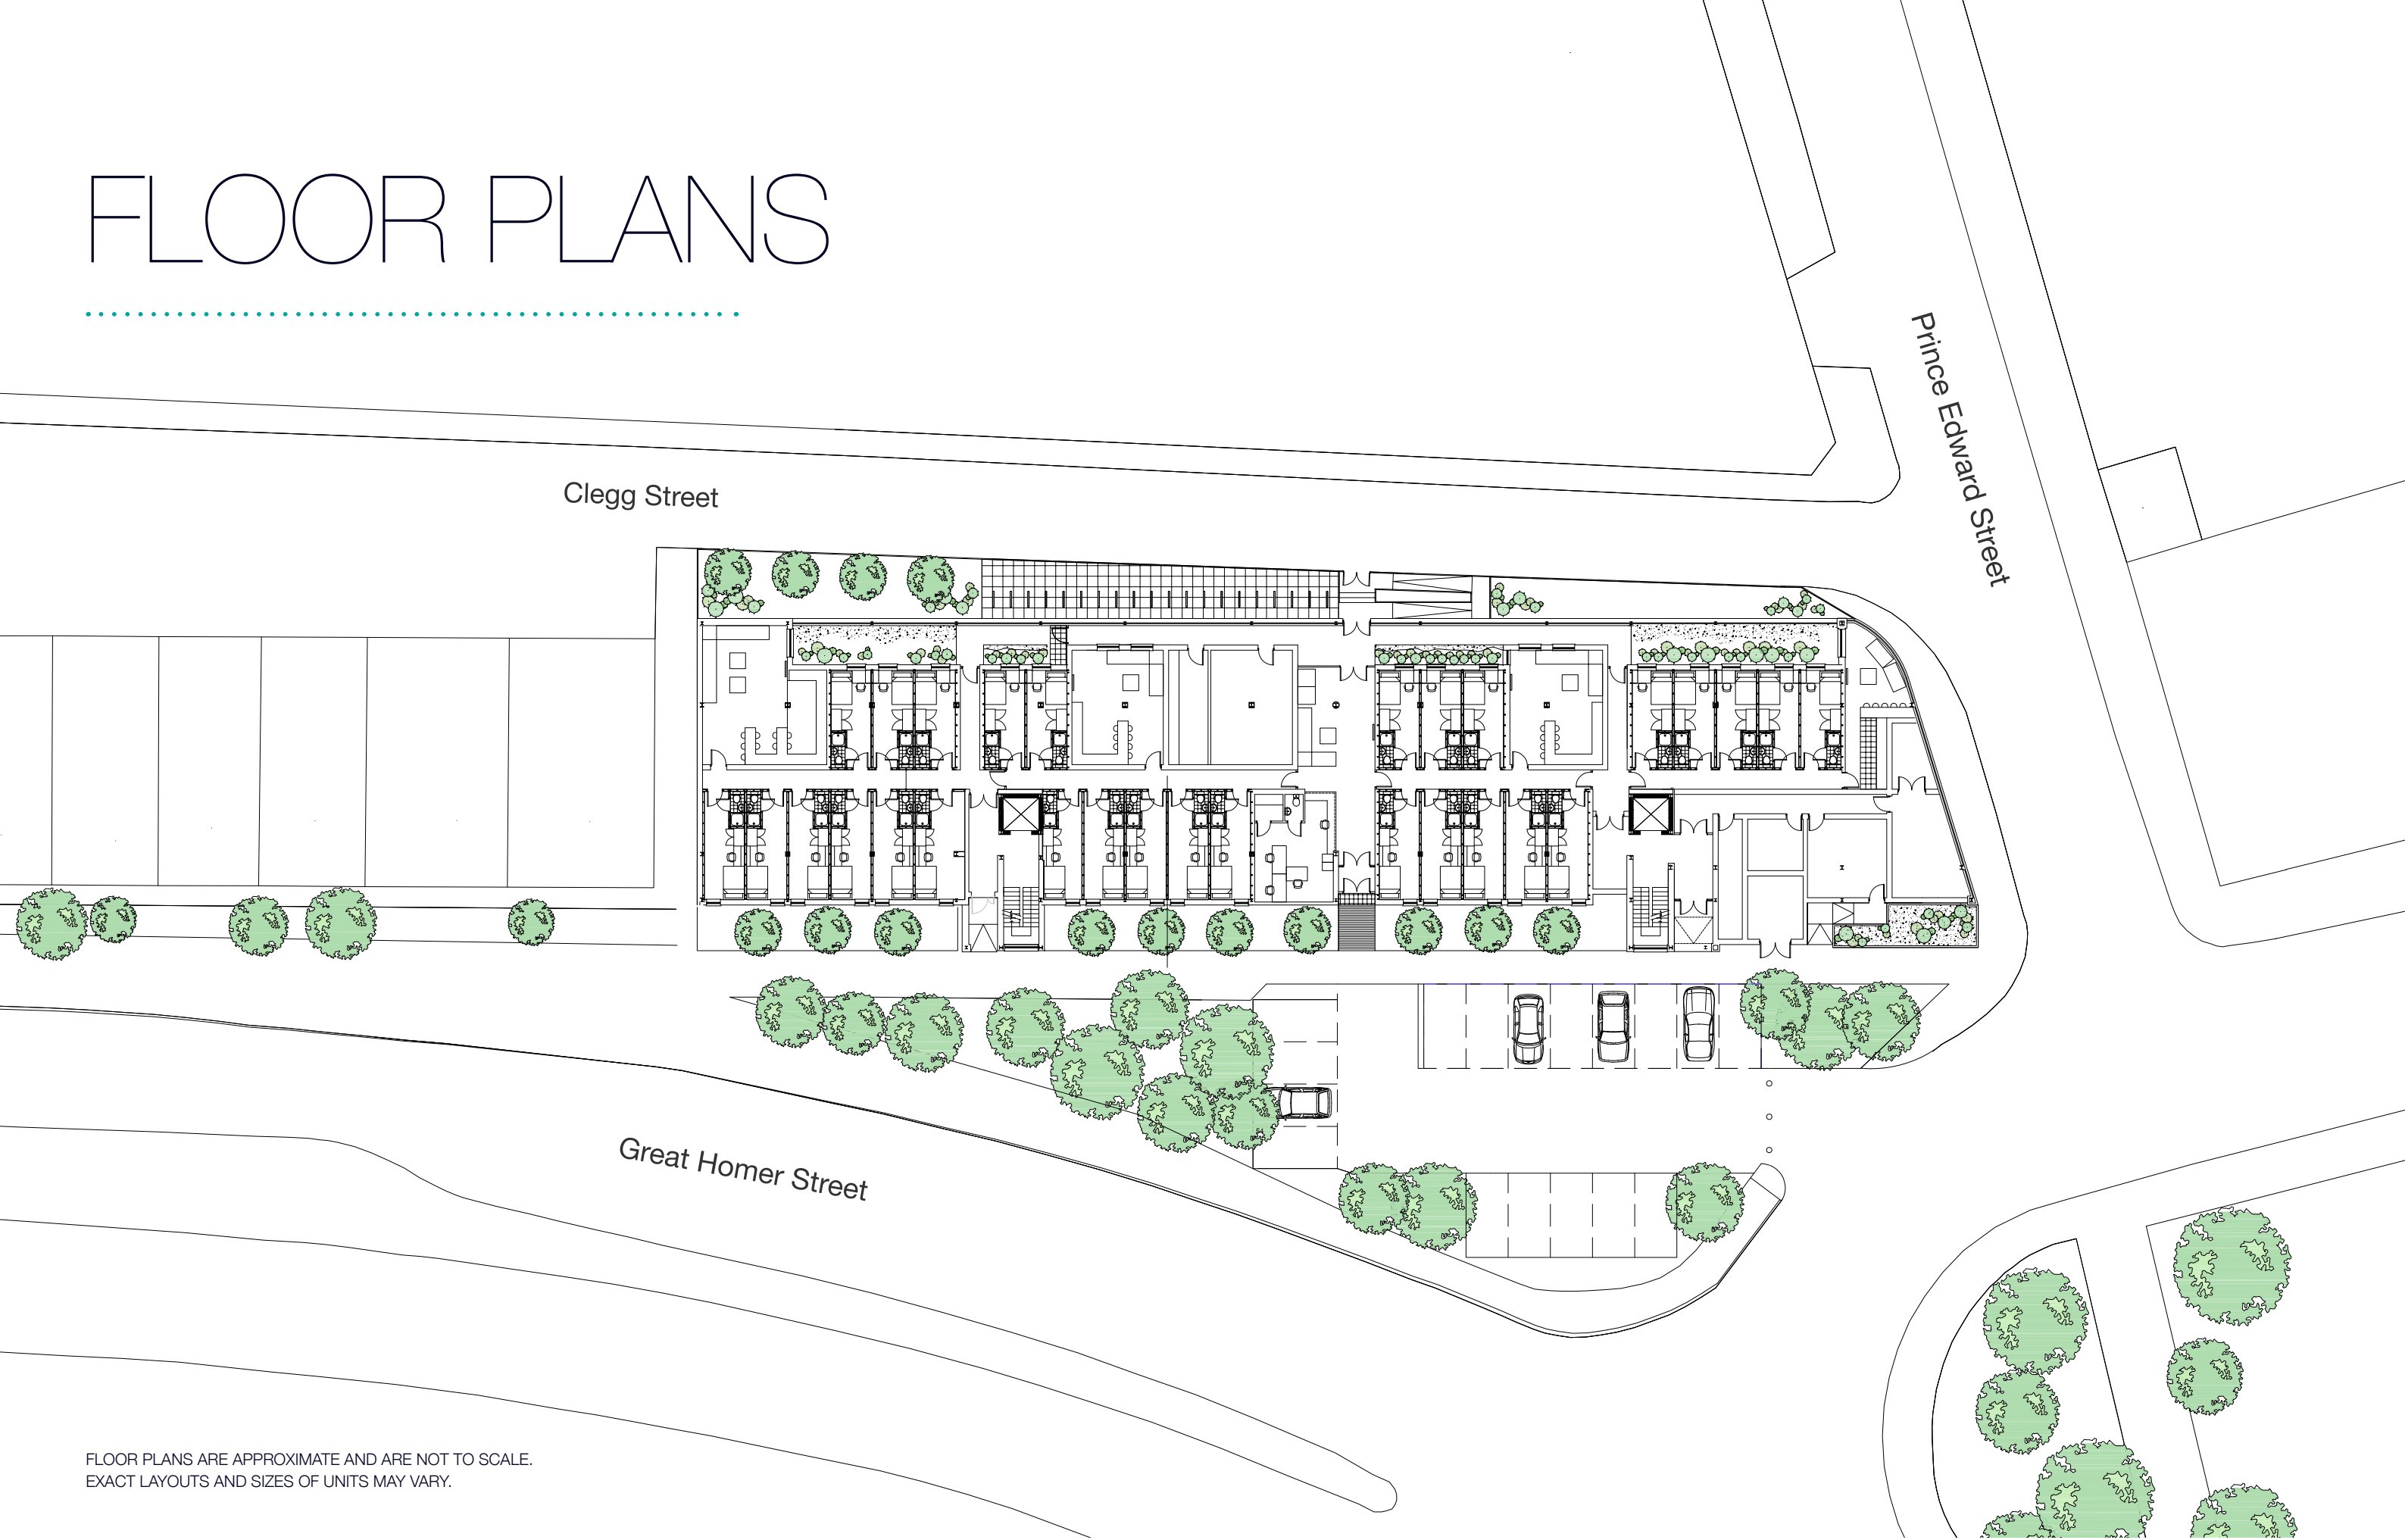 FLOOR PLANS
Prince Edward Street
Clegg Street
Great Homer Street
FLOOR PLANS ARE APPROXIMATE AND ARE NOT TO SCALE.
EXACT LAYOUTS AND SIZES OF UNITS MAY VARY.